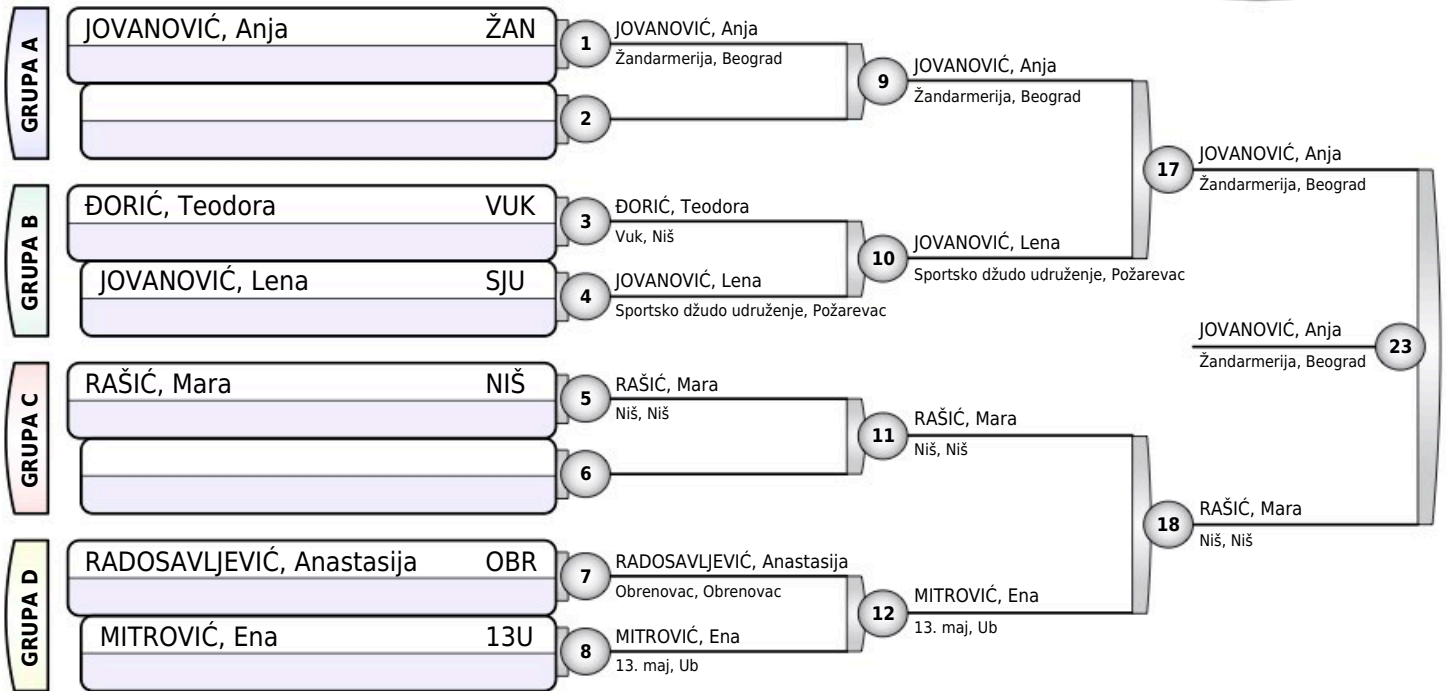 GRUPA A
JOVANOVIĆ, Anja ŽAN
1
JOVANOVIĆ, Anja
Žandarmerija, Beograd
2
9
JOVANOVIĆ, Anja
Žandarmerija, Beograd
GRUPA B
ĐORIĆ, Teodora VUK
3
ĐORIĆ, Teodora
Vuk, Niš
JOVANOVIĆ, Lena SJU
4
JOVANOVIĆ, Lena
Sportsko džudo udruženje, Požarevac
10
JOVANOVIĆ, Lena
Sportsko džudo udruženje, Požarevac
17
JOVANOVIĆ, Anja
Žandarmerija, Beograd
GRUPA C
RAŠIĆ, Mara NIŠ
5
RAŠIĆ, Mara
Niš, Niš
6
11
RAŠIĆ, Mara
Niš, Niš
GRUPA D
RADOSAVLJEVIĆ, Anastasija OBR
7
RADOSAVLJEVIĆ, Anastasija
Obrenovac, Obrenovac
MITROVIĆ, Ena 13U
8
MITROVIĆ, Ena
13. maj, Ub
12
MITROVIĆ, Ena
13. maj, Ub
18
RAŠIĆ, Mara
Niš, Niš
JOVANOVIĆ, Anja
Žandarmerija, Beograd
23